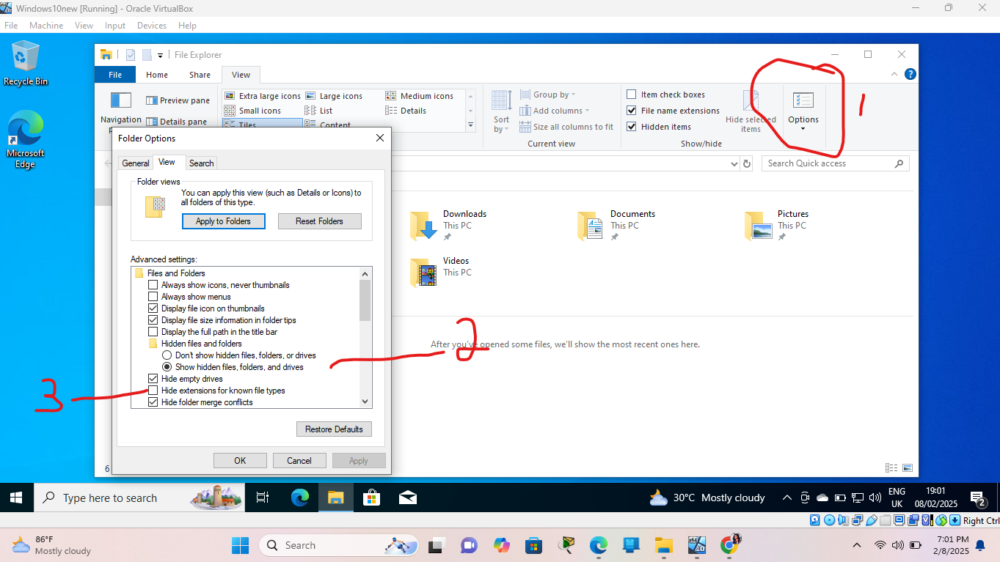 Windows10new [Running] - Oracle VirtualBox
File Machine View Input Devices Help
Recycle Bin
Microsoft
Edge
File Explorer
File Home Share View
Navigation
Preview pane
Details pane
Extra large icons Large icons Medium icons
Small icons List Details
Tiles Content
Sort
by
Group by
Add columns
Size all columns to fit
Current view
Item check boxes
File name extensions
Hidden items
Hide selected
items
Show/hide
Options
1
Search Quick access
Folder Options
General View Search
Folder views
You can apply this view (such as Details or Icons) to
all folders of this type.
Apply to Folders Reset Folders
Advanced settings:
Files and Folders
Always show icons, never thumbnails
Always show menus
Display file icon on thumbnails
Display file size information in folder tips
Display the full path in the title bar
Hidden files and folders
Don't show hidden files, folders, or drives
Show hidden files, folders, and drives
Hide empty drives
Hide extensions for known file types
Hide folder merge conflicts
2
3
Restore Defaults
OK Cancel Apply
Downloads
This PC
Documents
This PC
Pictures
This PC
Videos
This PC
After you've opened some files, we'll show the most recent ones here.
6
Type here to search
30°C Mostly cloudy
ENG
UK
19:01
08/02/2025
2
Right Ctrl
86°F
Mostly cloudy
Search
x64
10
7:01 PM
2/8/2025